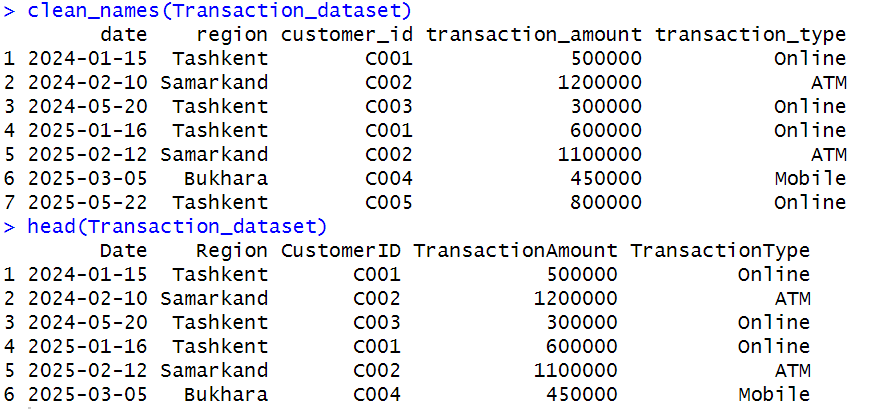 > clean_names(Transaction_dataset)
        date    region customer_id transaction_amount transaction_type
1 2024-01-15  Tashkent        C001             500000           Online
2 2024-02-10 Samarkand        C002            1200000              ATM
3 2024-05-20  Tashkent        C003             300000           Online
4 2025-01-16  Tashkent        C001             600000           Online
5 2025-02-12 Samarkand        C002            1100000              ATM
6 2025-03-05   Bukhara        C004             450000           Mobile
7 2025-05-22  Tashkent        C005             800000           Online
> head(Transaction_dataset)
        Date    Region CustomerID TransactionAmount TransactionType
1 2024-01-15  Tashkent       C001            500000          Online
2 2024-02-10 Samarkand       C002           1200000             ATM
3 2024-05-20  Tashkent       C003            300000          Online
4 2025-01-16  Tashkent       C001            600000          Online
5 2025-02-12 Samarkand       C002           1100000             ATM
6 2025-03-05   Bukhara       C004            450000          Mobile